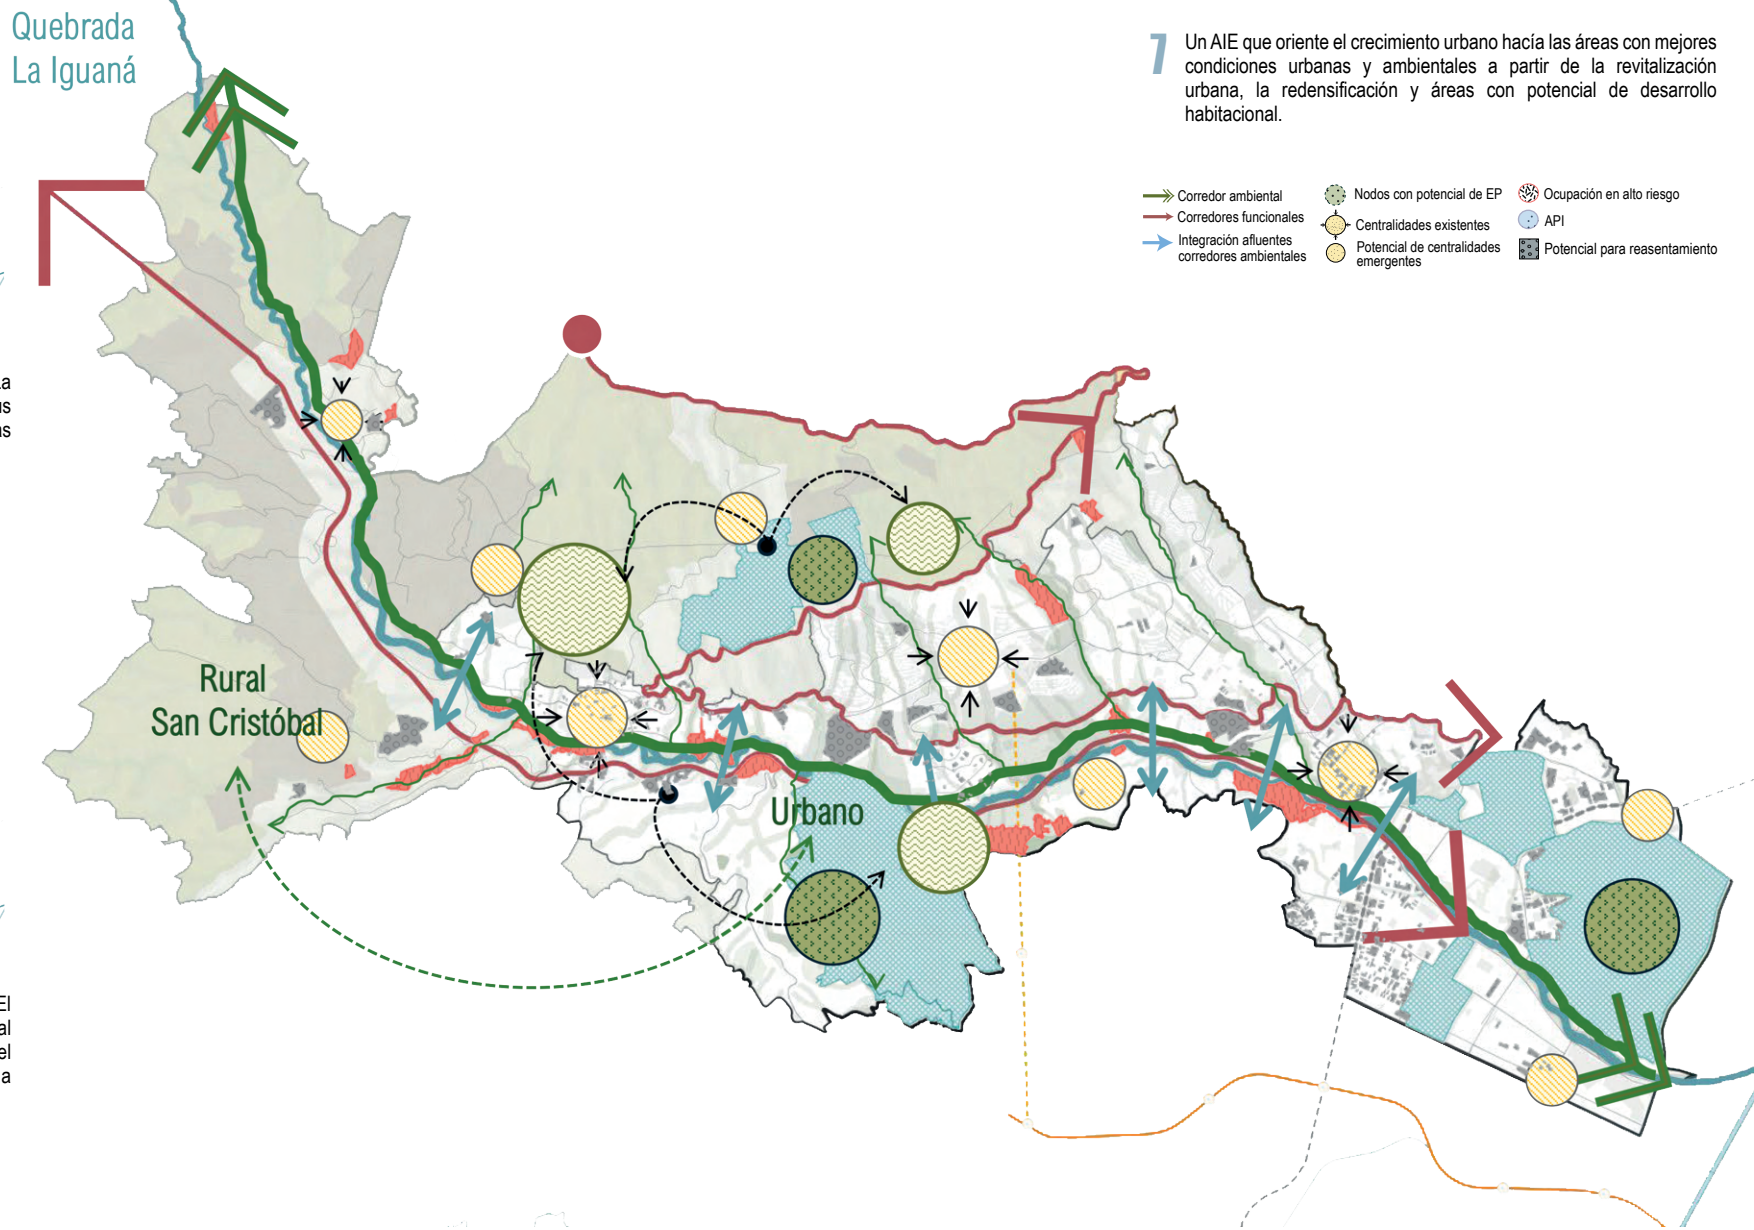 Quebrada
La Iguaná
7 Un AIE que oriente el crecimiento urbano hacía las áreas con mejores
condiciones urbanas y ambientales a partir de la revitalización
urbana, la redensificación y áreas con potencial de desarrollo
habitacional.
Corredor ambiental
Corredores funcionales
Integración afluentes
corredores ambientales
Nodos con potencial de EP
Centralidades existentes
Potencial de centralidades
emergentes
Ocupación en alto riesgo
API
Potencial para reasentamiento
Rural
San Cristóbal
Urbano
El
al
el
a